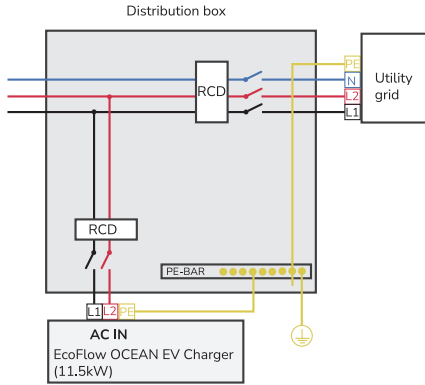 Distribution box
PE
N
L2
L1
Utility
grid
RCD
RCD
PE-BAR
L1 L2 PE
AC IN
EcoFlow OCEAN EV Charger
(11.5kW)